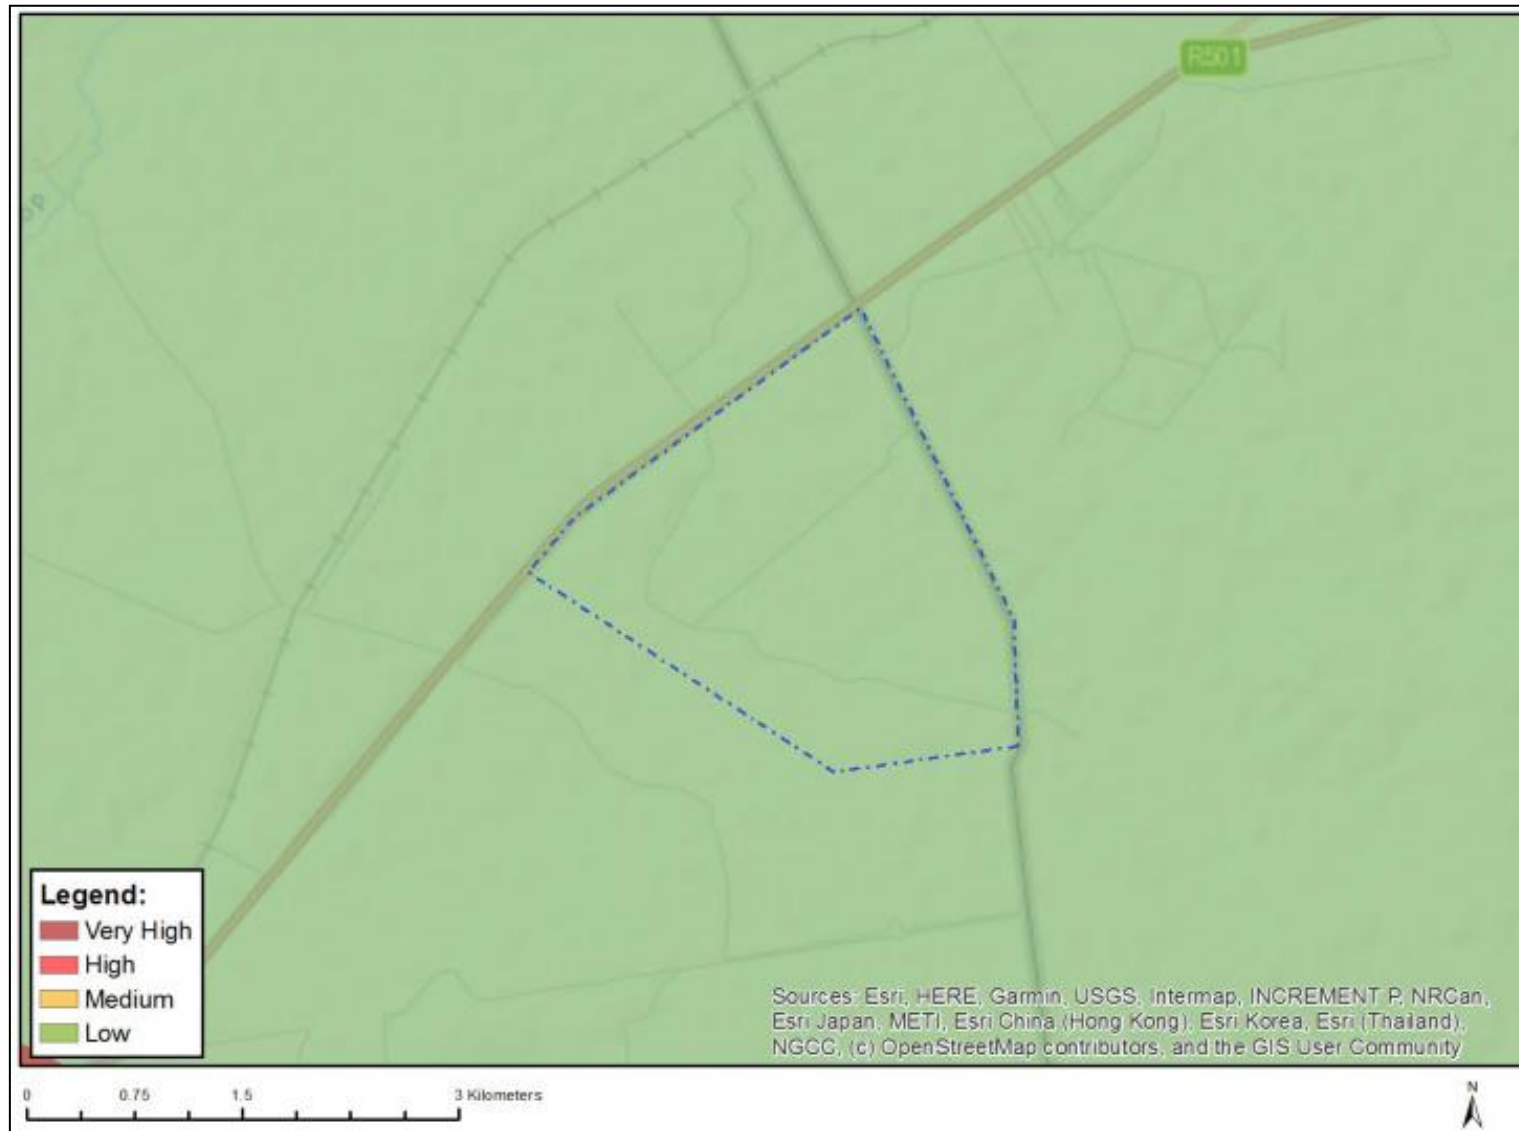 R501
op
Legend:
Very High
High
Medium
Low
Sources: Esri, HERE, Garmin, USGS, Intermap, INCREMENT P, NRCan,
Esri Japan, METI, Esri China (Hong Kong), Esri Korea, Esri (Thailand),
NGCC, (c) OpenStreetMap contributors, and the GIS User Community
0 0.75 1.5 3 Kilometers
N